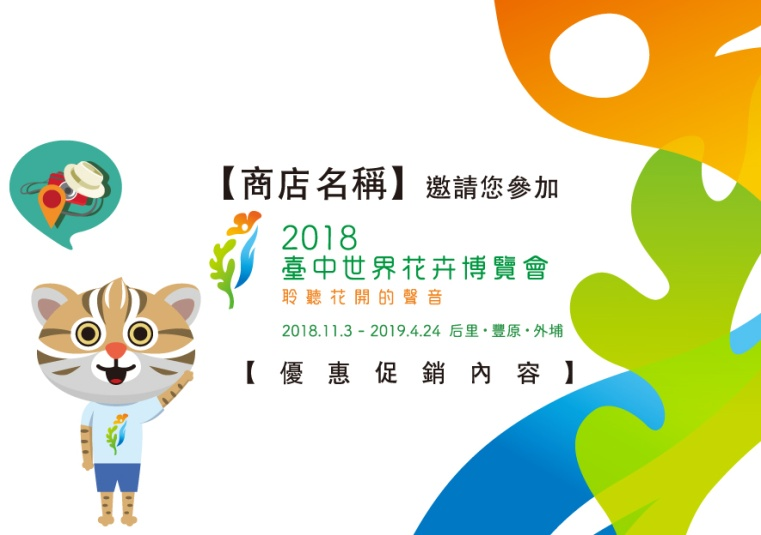 【商店名稱】邀請您參加
2018
臺中世界花卉博覽會
聆聽花開的聲音
2018.11.3 - 2019.4.24 后里・豐原・外埔
【優惠促銷內容】